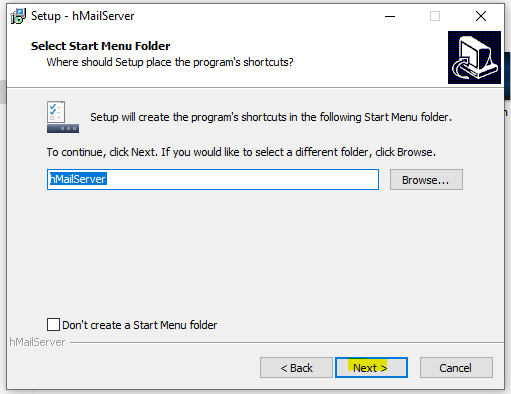 Setup - hMailServer
Select Start Menu Folder
Where should Setup place the program's shortcuts?
Setup will create the program's shortcuts in the following Start Menu folder.
To continue, click Next. If you would like to select a different folder, click Browse.
hMailServer
Browse...
Don't create a Start Menu folder
hMailServer
< Back
Next >
Cancel